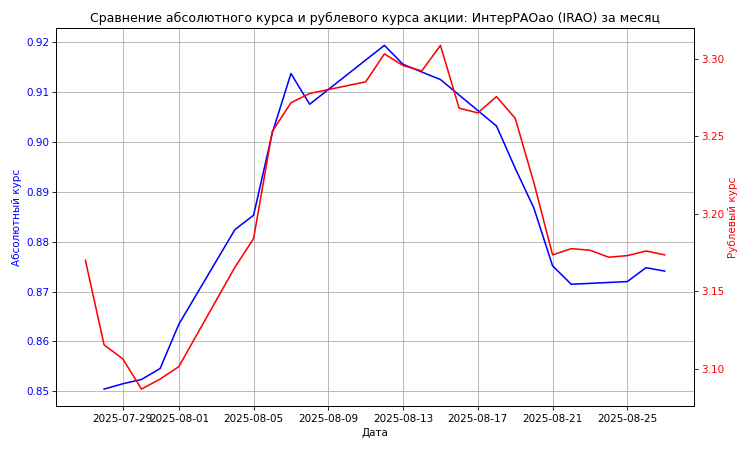 Сравнение абсолютного курса и рублевого курса акции: ИнтерРАОао (IRAO) за месяц
0.92
0.91
0.90
0.89
0.88
0.87
0.86
0.85
Абсолютный курс
3.30
3.25
3.20
3.15
3.10
Рублевый курс
2025-07-29 2025-08-01 2025-08-05 2025-08-09 2025-08-13 2025-08-17 2025-08-21 2025-08-25
Дата